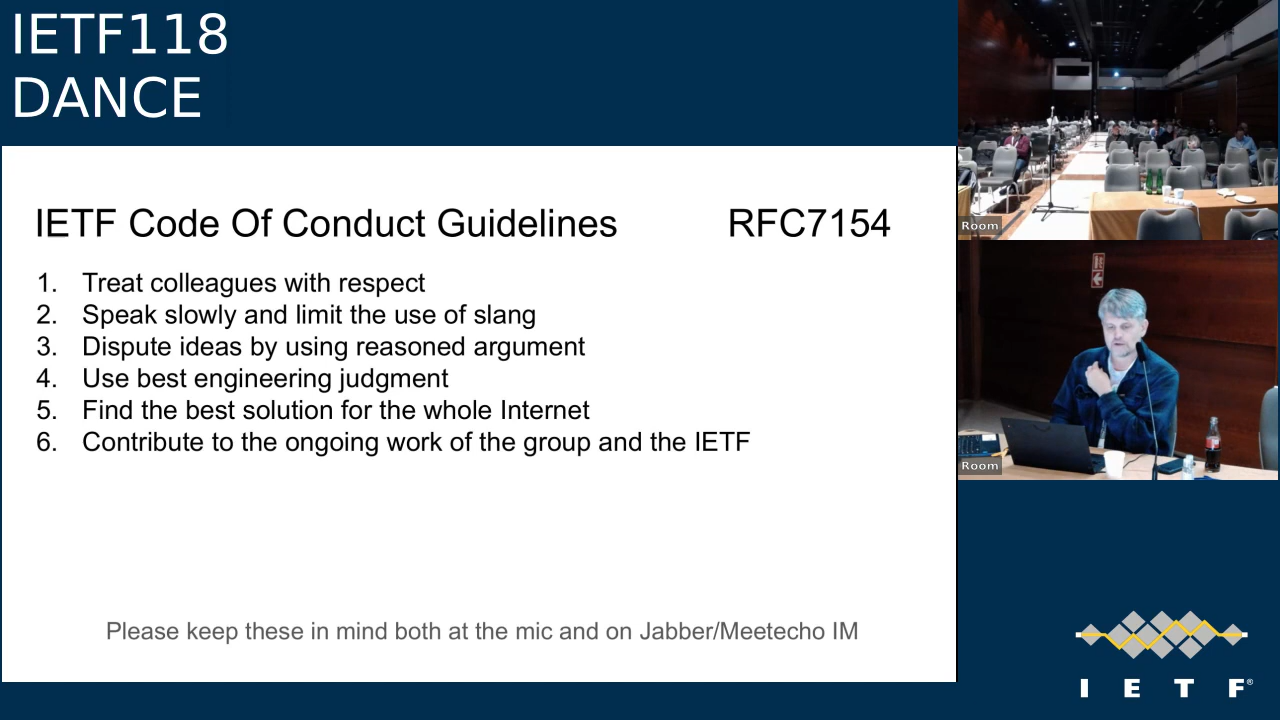 IETF118
DANCE
IETF Code Of Conduct Guidelines RFC7154
1. Treat colleagues with respect
2. Speak slowly and limit the use of slang
3. Dispute ideas by using reasoned argument
4. Use best engineering judgment
5. Find the best solution for the whole Internet
6. Contribute to the ongoing work of the group and the IETF
Please keep these in mind both at the mic and on Jabber/Meetecho IM
Room
Room
I E T F®